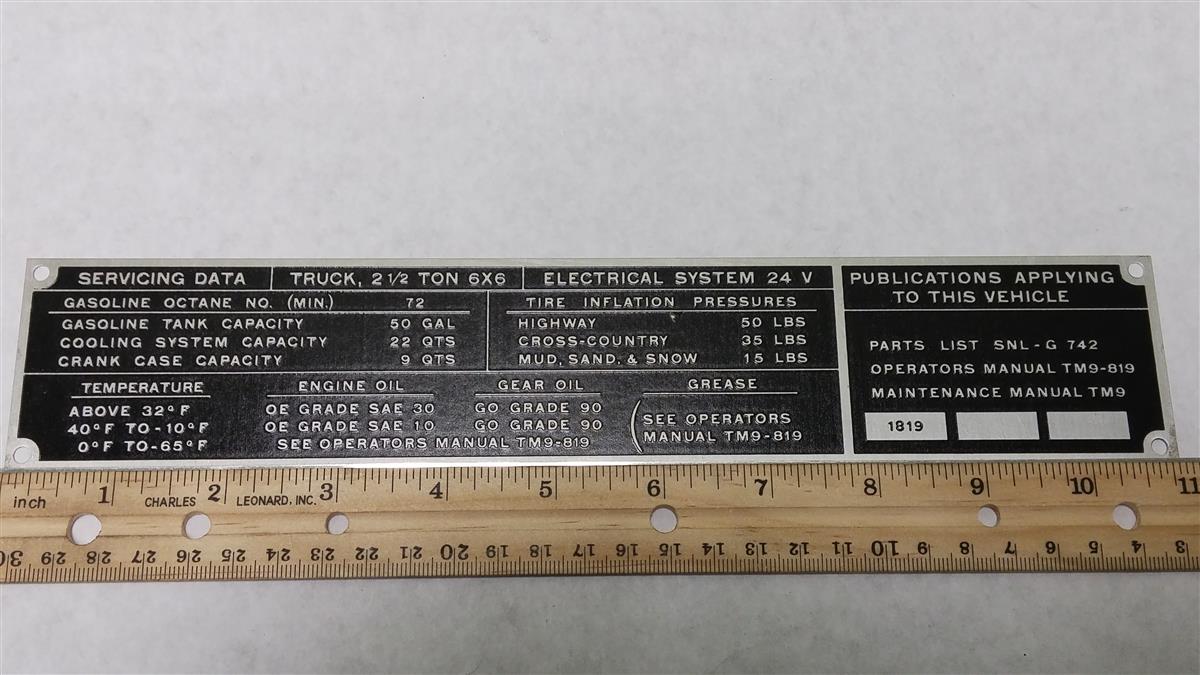 SERVICING DATA TRUCK, 2 1/2 TON 6X6 ELECTRICAL SYSTEM 24 V
GASOLINE OCTANE NO. (MIN.) 72
GASOLINE TANK CAPACITY 50 GAL
COOLING SYSTEM CAPACITY 22 QTS
CRANK CASE CAPACITY 9 QTS
TIRE INFLATION PRESSURES
HIGHWAY 50 LBS
CROSS-COUNTRY 35 LBS
MUD, SAND, & SNOW 15 LBS
TEMPERATURE ENGINE OIL GEAR OIL GREASE
ABOVE 32°F OE GRADE SAE 30 GO GRADE 90
40°F TO-10°F OE GRADE SAE 10 GO GRADE 90
0°F TO-65°F SEE OPERATORS MANUAL TM9-819
SEE OPERATORS
MANUAL TM9-819
PUBLICATIONS APPLYING
TO THIS VEHICLE
PARTS LIST SNL-G 742
OPERATORS MANUAL TM9-819
MAINTENANCE MANUAL TM9
1819
inch 1 CHARLES 2 LEONARD, INC. 3 4 5 6 7 8 9 10 11
30 29 28 27 26 25 24 23 22 21 20 19 18 17 16 15 14 13 12 11 10 9 8 7 6 5 4 3